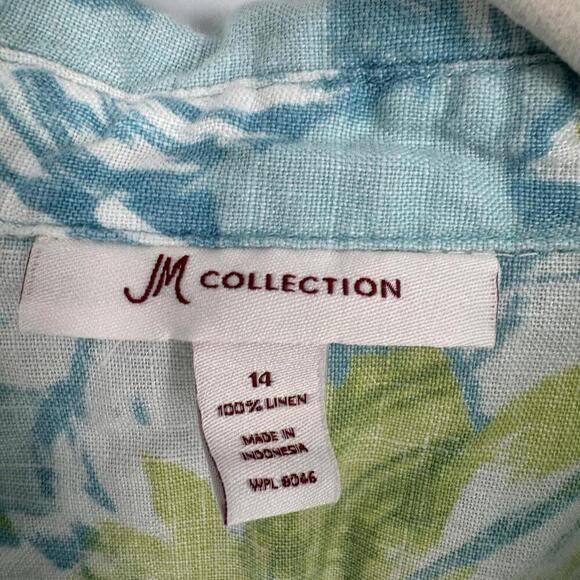 JM COLLECTION
14
100% LINEN
MADE IN
INDONESIA
WPL 8046